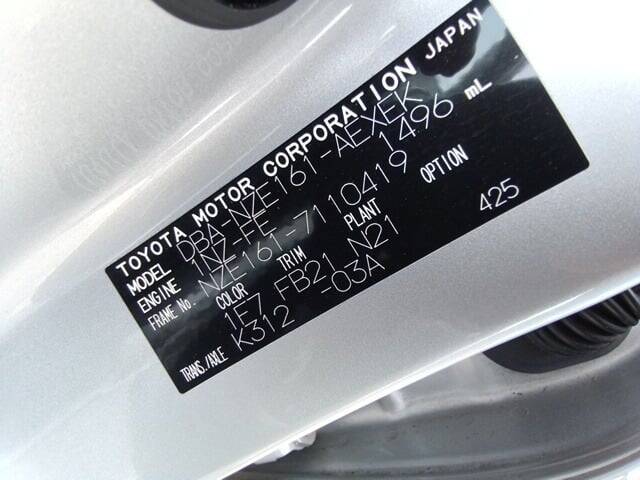 TOYOTA MOTOR CORPORATION JAPAN
MODEL DBA-NZE161-AEXEK
ENGINE 1NZ-FE 1496 mL
FRAME No. NZE161-7110419
COLOR TRIM PLANT OPTION
1F7 FB21 N21 425
TRANS./AXLE K312 -03A